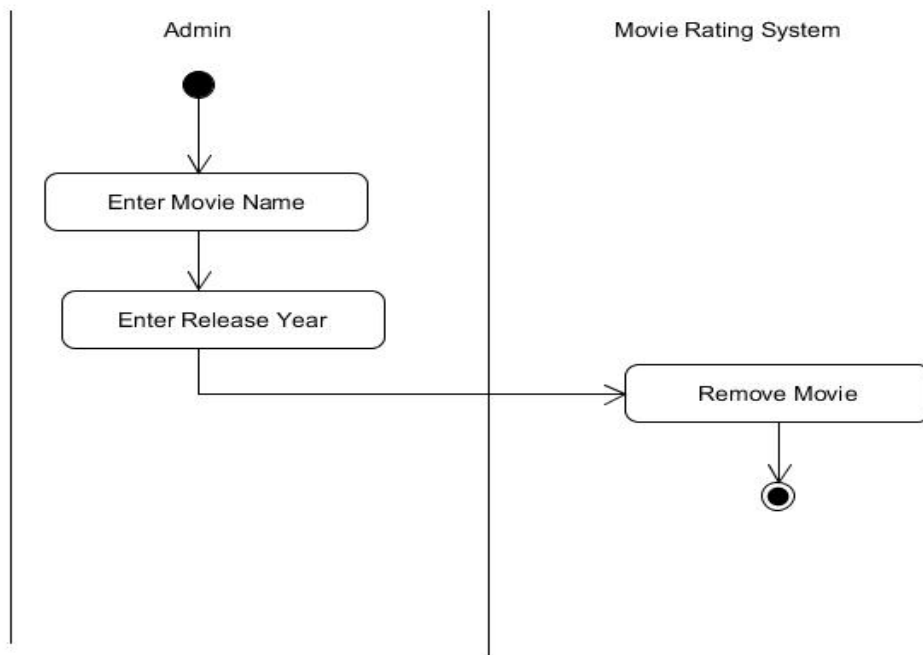 Admin
Movie Rating System
Enter Movie Name
Enter Release Year
Remove Movie